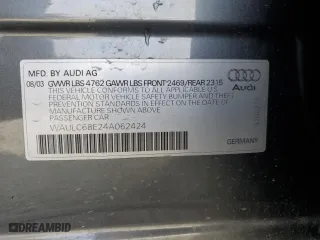 MFD. BY AUDI AG
08/03 GVWR LBS 4762 GAWR LBS FRONT 2469/REAR 2315
THIS VEHICLE CONFORMS TO ALL APPLICABLE U.S.
FEDERAL MOTOR VEHICLE SAFETY BUMPER AND THEFT
PREVENTION STANDARDS IN EFFECT ON THE DATE OF
MANUFACTURE SHOWN ABOVE
PASSENGER CAR
WAULC68E24A062424
Audi
GERMANY
AUTOBIDMASTER